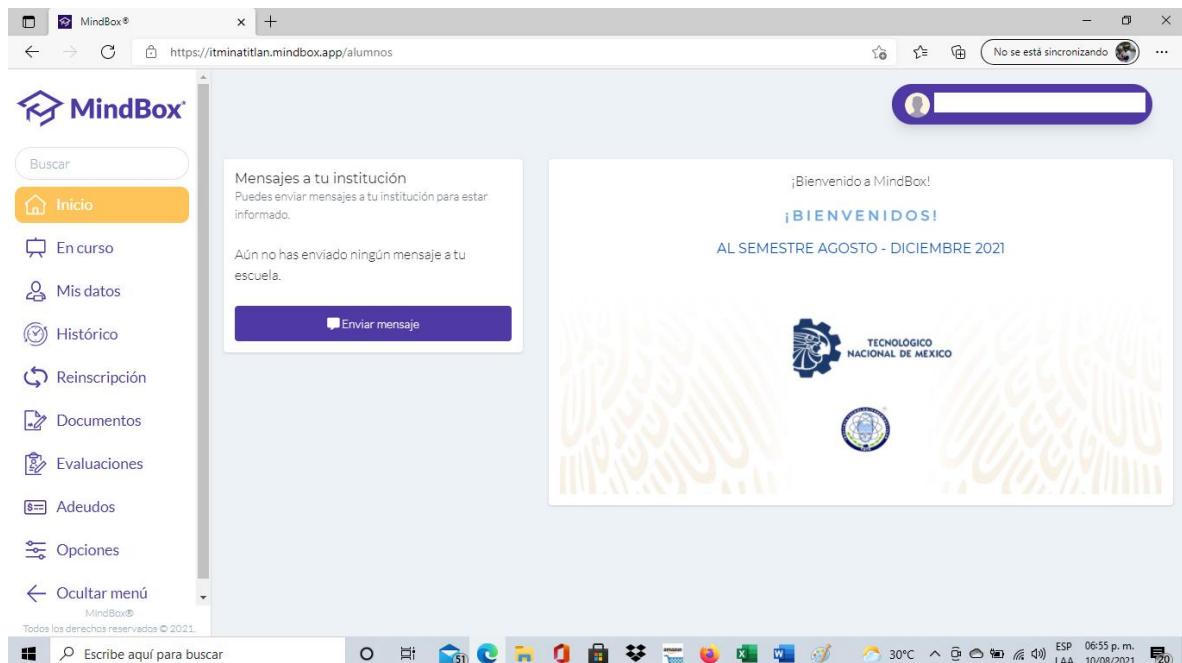 MindBox®
https://itminatitlan.mindbox.app/alumnos
No se está sincronizando
MindBox
Buscar
Inicio
En curso
Mis datos
Histórico
Reinscripción
Documentos
Evaluaciones
Adeudos
Opciones
Ocultar menú
MindBox®
Todos los derechos reservados © 2021.
Mensajes a tu institución
Puedes enviar mensajes a tu institución para estar
informado.
Aún no has enviado ningún mensaje a tu
escuela.
Enviar mensaje
¡Bienvenido a MindBox!
¡BIENVENIDOS!
AL SEMESTRE AGOSTO - DICIEMBRE 2021
TECNOLÓGICO
NACIONAL DE MÉXICO
Escribe aquí para buscar
51
30°C
ESP
LAA
06:55 p. m.
10/08/2021
20